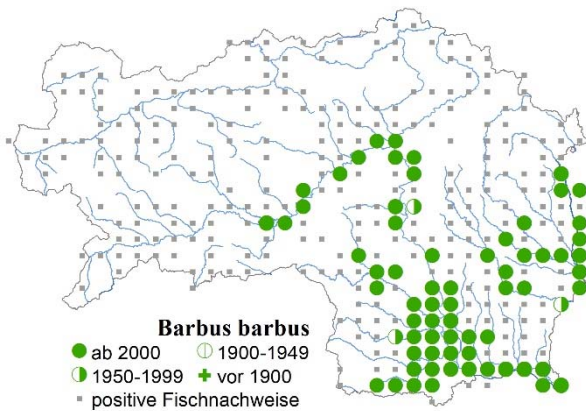 Barbus barbus
ab 2000 1900-1949
1950-1999 vor 1900
positive Fischnachweise